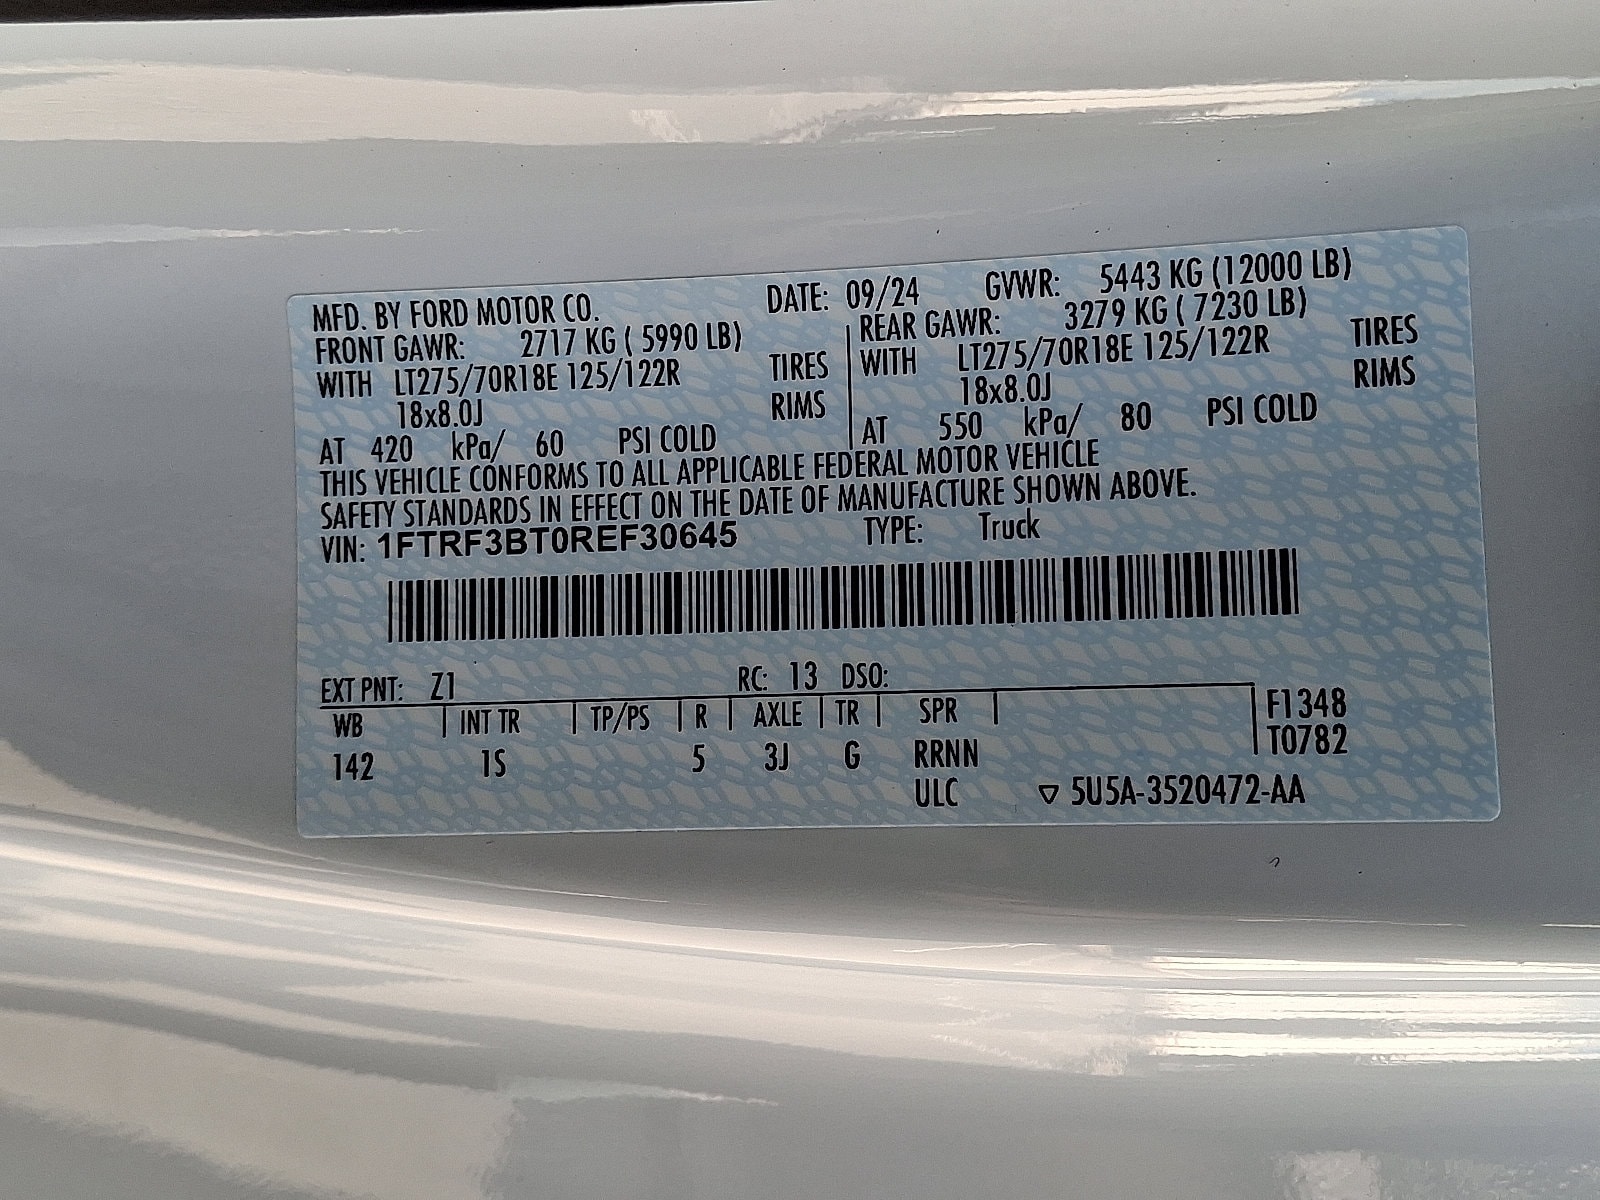 MFD. BY FORD MOTOR CO. DATE: 09/24 GVWR: 5443 KG (12000 LB)
FRONT GAWR: 2717 KG ( 5990 LB) REAR GAWR: 3279 KG ( 7230 LB)
WITH LT275/70R18E 125/122R TIRES WITH LT275/70R18E 125/122R TIRES
18x8.0J RIMS 18x8.0J RIMS
AT 420 kPa/ 60 PSI COLD AT 550 kPa/ 80 PSI COLD
THIS VEHICLE CONFORMS TO ALL APPLICABLE FEDERAL MOTOR VEHICLE
SAFETY STANDARDS IN EFFECT ON THE DATE OF MANUFACTURE SHOWN ABOVE.
VIN: 1FTRF3BT0REF30645 TYPE: Truck
EXT PNT: Z1 RC: 13 DSO:
WB INT TR TP/PS R AXLE TR SPR F1348
142 1S 5 3J G RRNN T0782
ULC 5U5A-3520472-AA